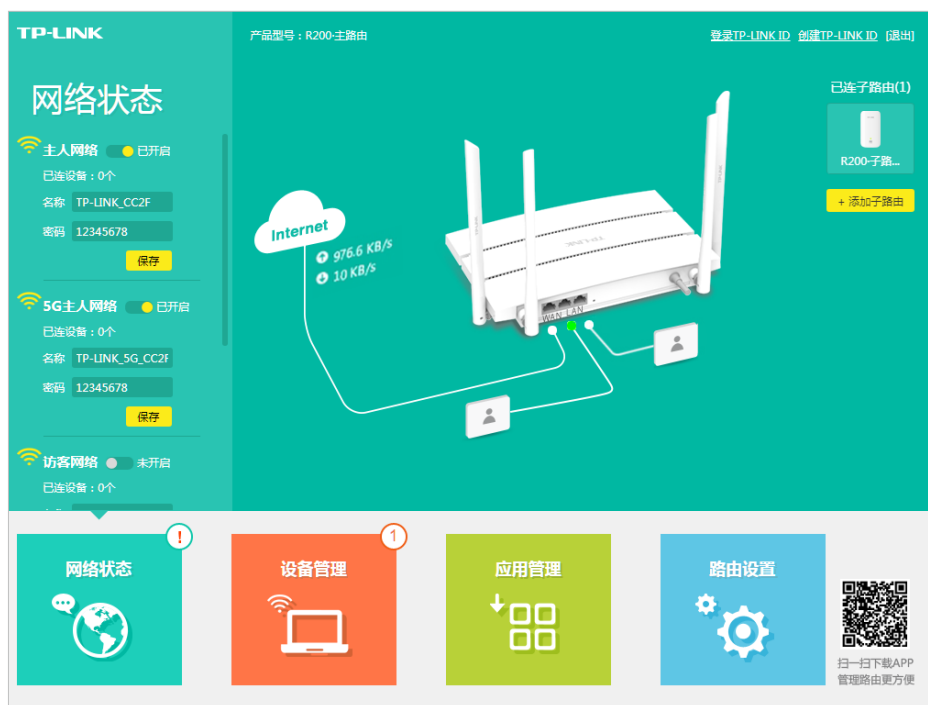 TP-LINK
产品型号：R200-主路由
登录TP-LINK ID 创建TP-LINK ID [退出]
网络状态
主人网络 已开启
已连设备：0个
名称 TP-LINK_CC2F
密码 12345678
保存
5G主人网络 已开启
已连设备：0个
名称 TP-LINK_5G_CC2F
密码 12345678
保存
访客网络 未开启
已连设备：0个
Internet
976.6 KB/s
10 KB/s
TP-LINK
WAN LAN
已连子路由(1)
R200-子路...
+ 添加子路由
网络状态
!
设备管理
1
应用管理
路由设置
扫一扫下载APP
管理路由更方便